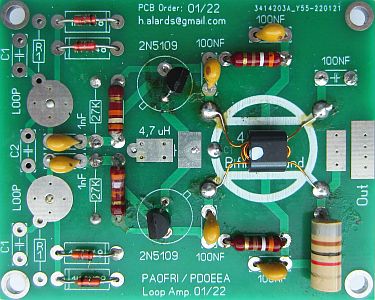 PCB Order: 01/22
h.alards@gmail.com
3414203A_Y55-220121
C1
R1
2N5109
100NF
100NF
LOOP
1nF
27K
4,7 uH
C2
1nF
27K
LOOP
Out
C1
R1
2N5109
100NF
PA0FRI / PD0EEA
Loop Amp. 01/22